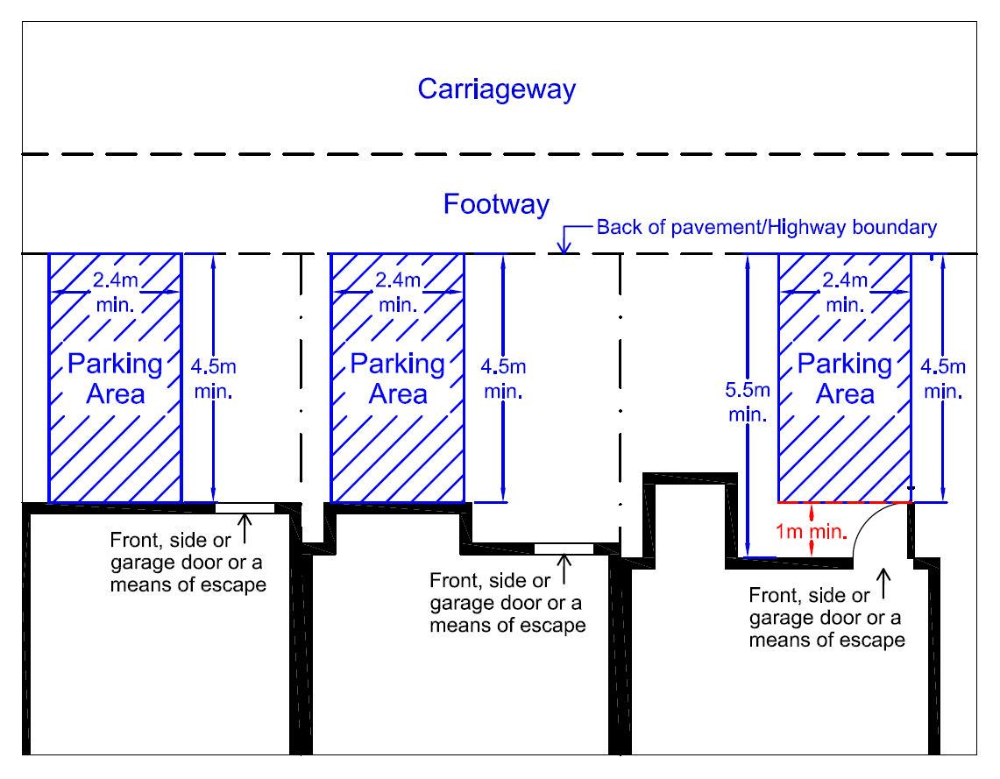 Carriageway
Footway
Back of pavement/Highway boundary
2.4m
min.
Parking
Area
4.5m
min.
2.4m
min.
Parking
Area
4.5m
min.
5.5m
min.
2.4m
min.
Parking
Area
4.5m
min.
1m min.
Front, side or
garage door or a
means of escape
Front, side or
garage door or a
means of escape
Front, side or
garage door or a
means of escape